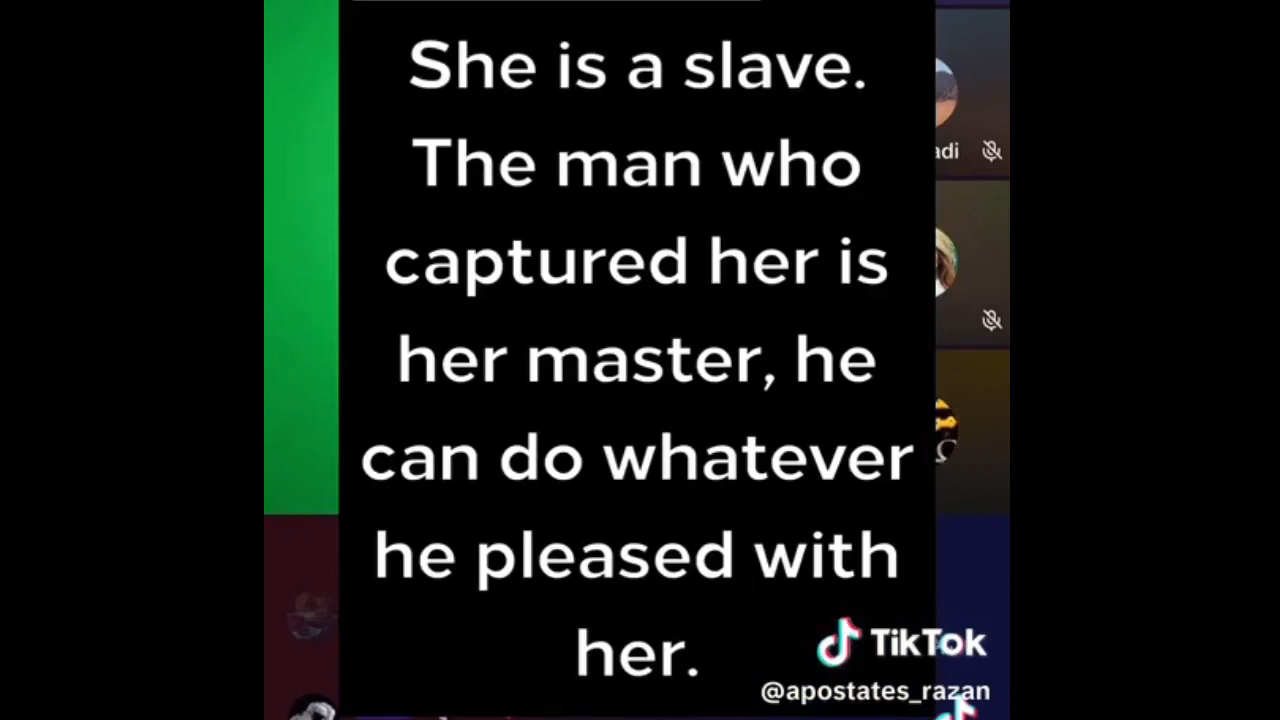 She is a slave.
The man who
captured her is
her master, he
can do whatever
he pleased with
her.
adi
TikTok
@apostates_razan